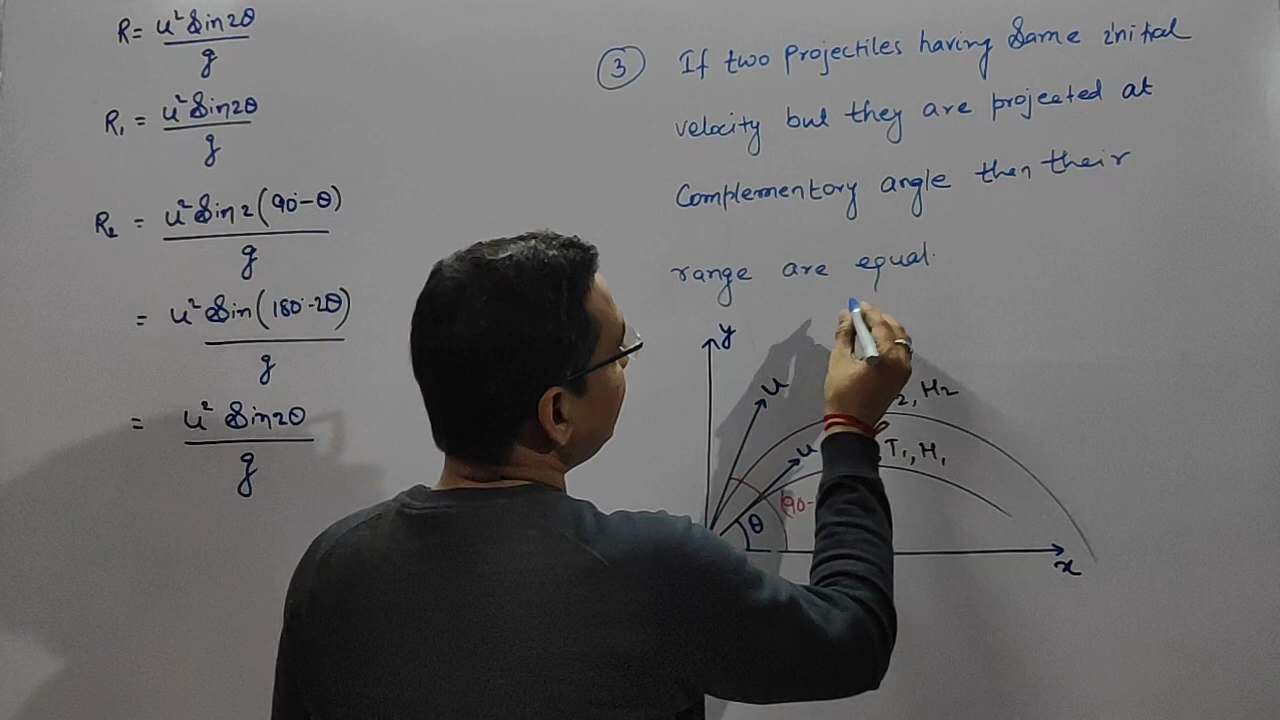 R = u² Sin2θ / g
R₁ = u² Sin2θ / g
R₂ = u² Sin2(90°-θ) / g
= u² Sin(180°-2θ) / g
= u² Sin2θ / g
③ If two projectiles having Same initial
velocity but they are projected at
Complementory angle then their
range are equal.
y
u
₂, H₂
u
T₁, H₁
(90-
θ
x